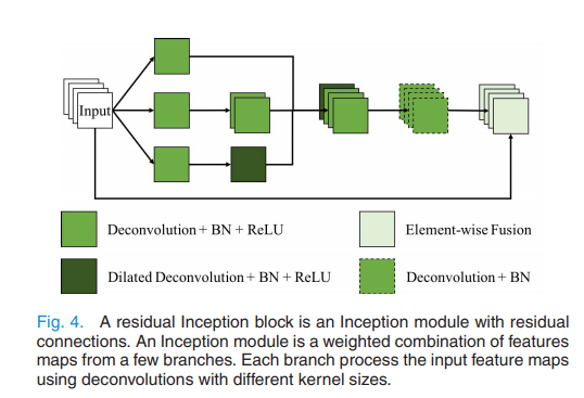 Input
Deconvolution + BN + ReLU
Element-wise Fusion
Dilated Deconvolution + BN + ReLU
Deconvolution + BN
Fig. 4. A residual Inception block is an Inception module with residual
connections. An Inception module is a weighted combination of features
maps from a few branches. Each branch process the input feature maps
using deconvolutions with different kernel sizes.